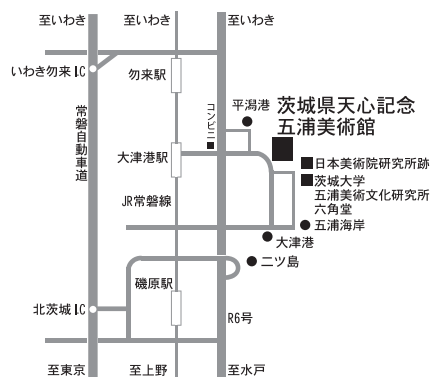 至いわき
至いわき
至いわき
いわき勿来IC
勿来駅
平潟港
茨城県天心記念
五浦美術館
コンビニ
常磐自動車道
大津港駅
日本美術院研究所跡
茨城大学
五浦美術文化研究所
六角堂
JR常磐線
五浦海岸
大津港
二ツ島
磯原駅
北茨城IC
R6号
至東京
至上野
至水戸